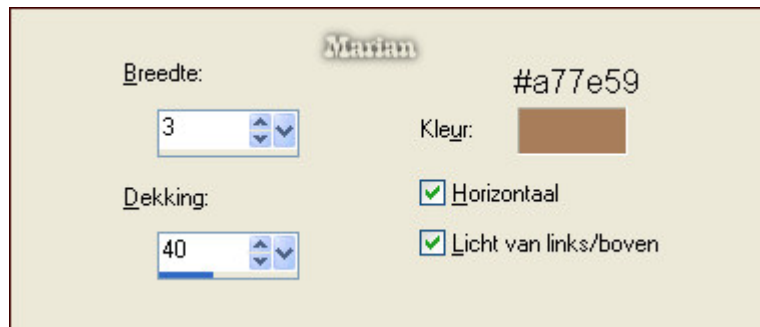 Marian
Breedte:
#a77e59
3
Kleur:
Horizontaal
Dekking:
40
Licht van links/boven